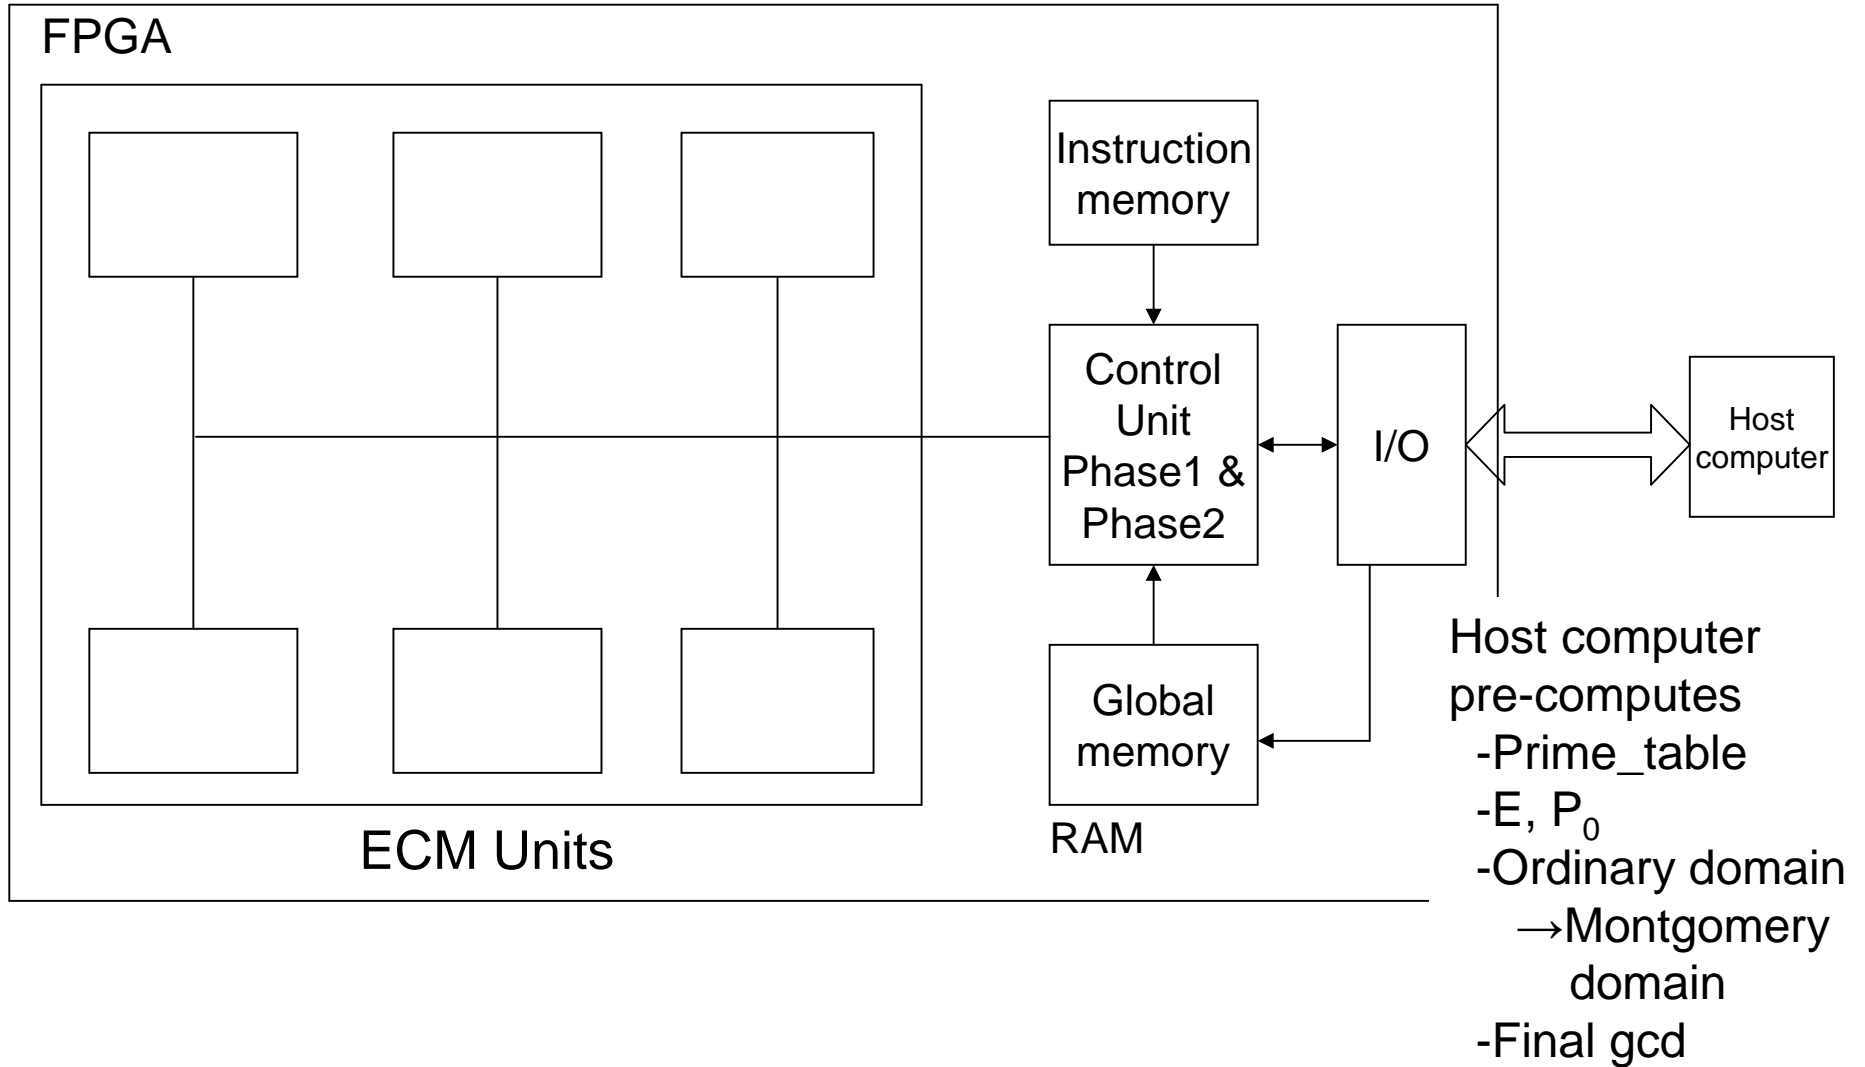 FPGA
Instruction
memory
Control
Unit
Phase1 &
Phase2
I/O
Host
computer
Global
memory
RAM
ECM Units
Host computer
pre-computes
-Prime_table
-E, P₀
-Ordinary domain
→Montgomery
domain
-Final gcd